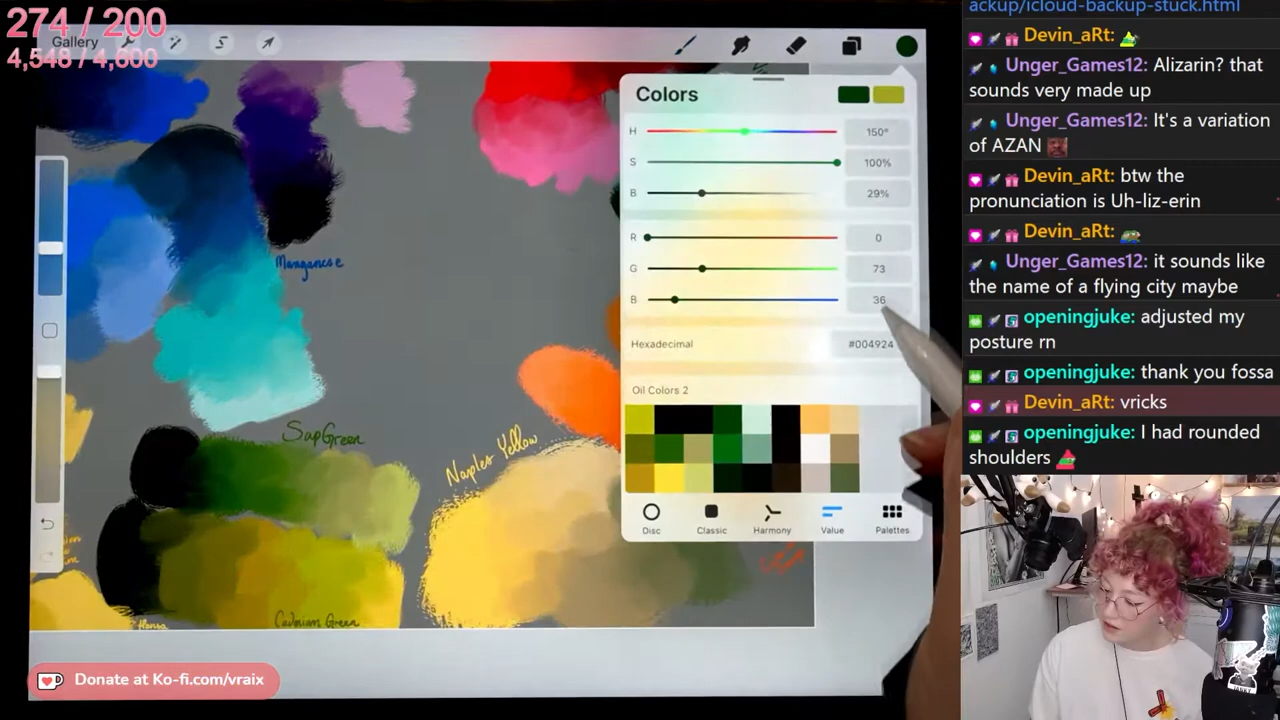 274 / 200
4,548 / 4,600
Gallery
Manganese
SapGreen
Naples Yellow
Cadmium Green
Hansa
Colors
H
150°
S
100%
B
29%
R
0
G
73
B
36
Hexadecimal
#004924
Oil Colors 2
Disc
Classic
Harmony
Value
Palettes
Donate at Ko-fi.com/vraix
ackup/icloud-backup-stuck.html
Devin_aRt:
Unger_Games12: Alizarin? that
sounds very made up
Unger_Games12: It's a variation
of AZAN
Devin_aRt: btw the
pronunciation is Uh-liz-erin
Devin_aRt:
Unger_Games12: it sounds like
the name of a flying city maybe
openingjuke: adjusted my
posture rn
openingjuke: thank you fossa
Devin_aRt: vricks
openingjuke: I had rounded
shoulders